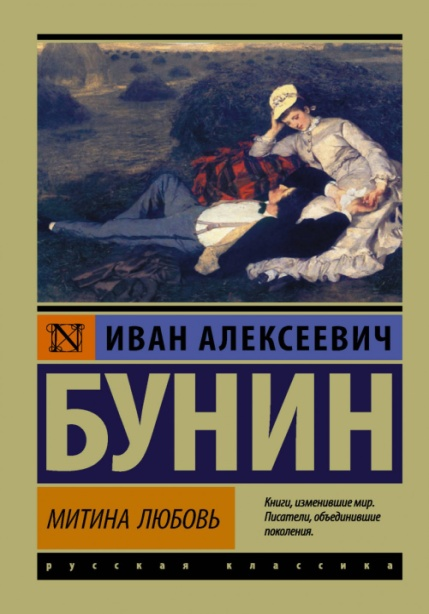 N
ИВАН АЛЕКСЕЕВИЧ
БУНИН
МИТИНА ЛЮБОВЬ
Книги, изменившие мир.
Писатели, объединившие
поколения.
русская классика